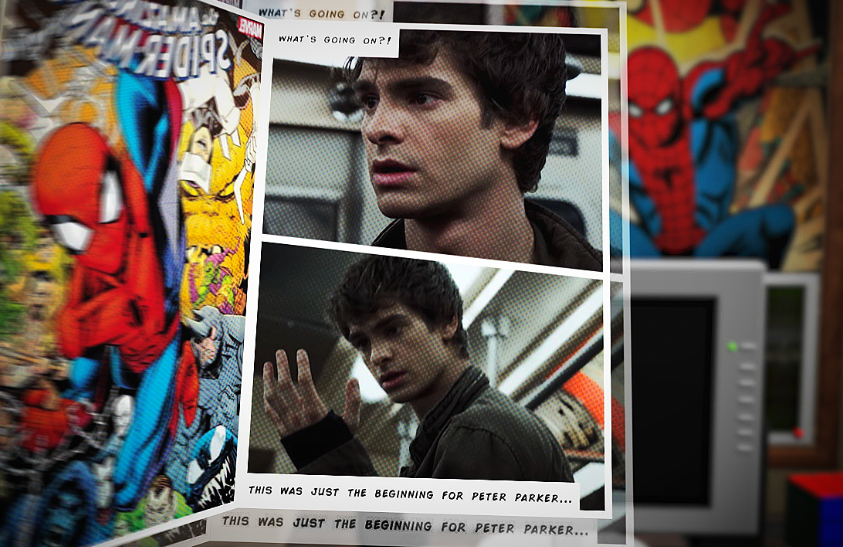 MARVEL
AMAZING
SPIDER-MAN
WHAT'S GOING ON?!
WHAT'S GOING ON?!
THIS WAS JUST THE BEGINNING FOR PETER PARKER...
THIS WAS JUST THE BEGINNING FOR PETER PARKER...